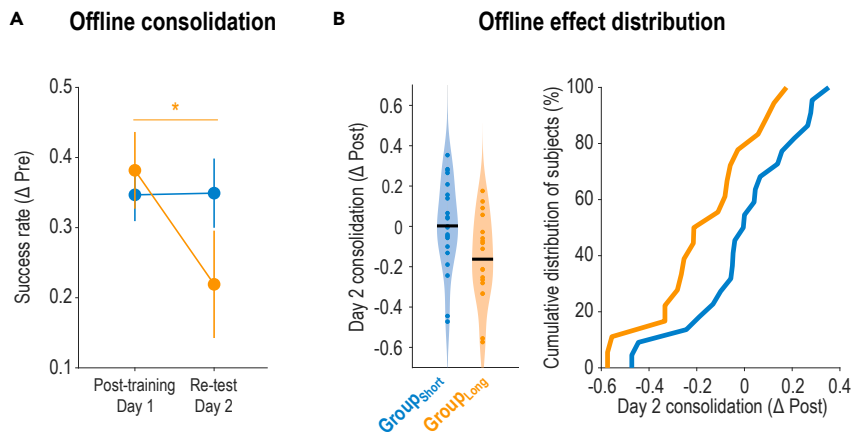 A
Offline consolidation
Success rate (Δ Pre)
0.5
0.4
0.3
0.2
0.1
*
Post-training
Day 1
Re-test
Day 2
B
Offline effect distribution
Day 2 consolidation (Δ Post)
0.6
0.4
0.2
0
-0.2
-0.4
-0.6
GroupShort
GroupLong
Cumulative distribution of subjects (%)
100
80
60
40
20
0
-0.6
-0.4
-0.2
0
0.2
0.4
Day 2 consolidation (Δ Post)